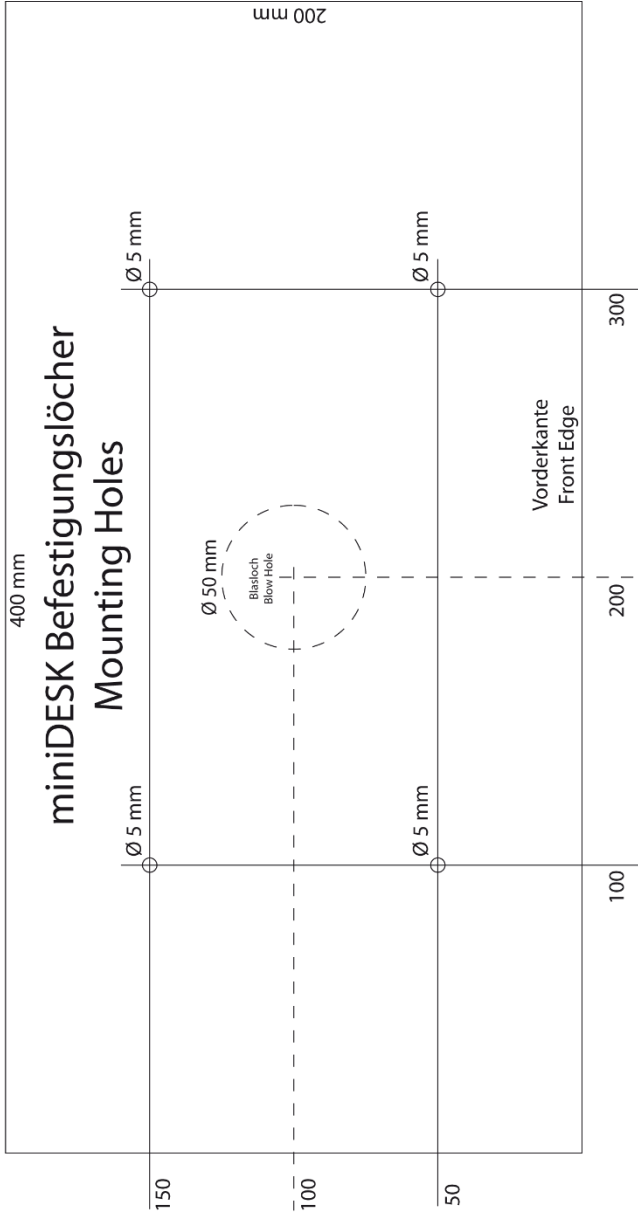 200 mm
400 mm
miniDESK Befestigungslöcher
Mounting Holes
Ø 5 mm
Ø 5 mm
150
Ø 50 mm
Blasloch
Blow Hole
100
Ø 5 mm
Ø 5 mm
50
Vorderkante
Front Edge
100
200
300